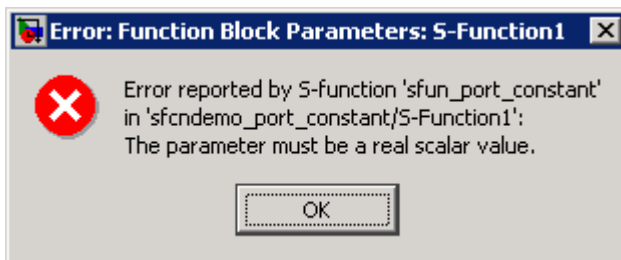 Error: Function Block Parameters: S-Function1
Error reported by S-function 'sfun_port_constant'
in 'sfcndemo_port_constant/S-Function1':
The parameter must be a real scalar value.
OK